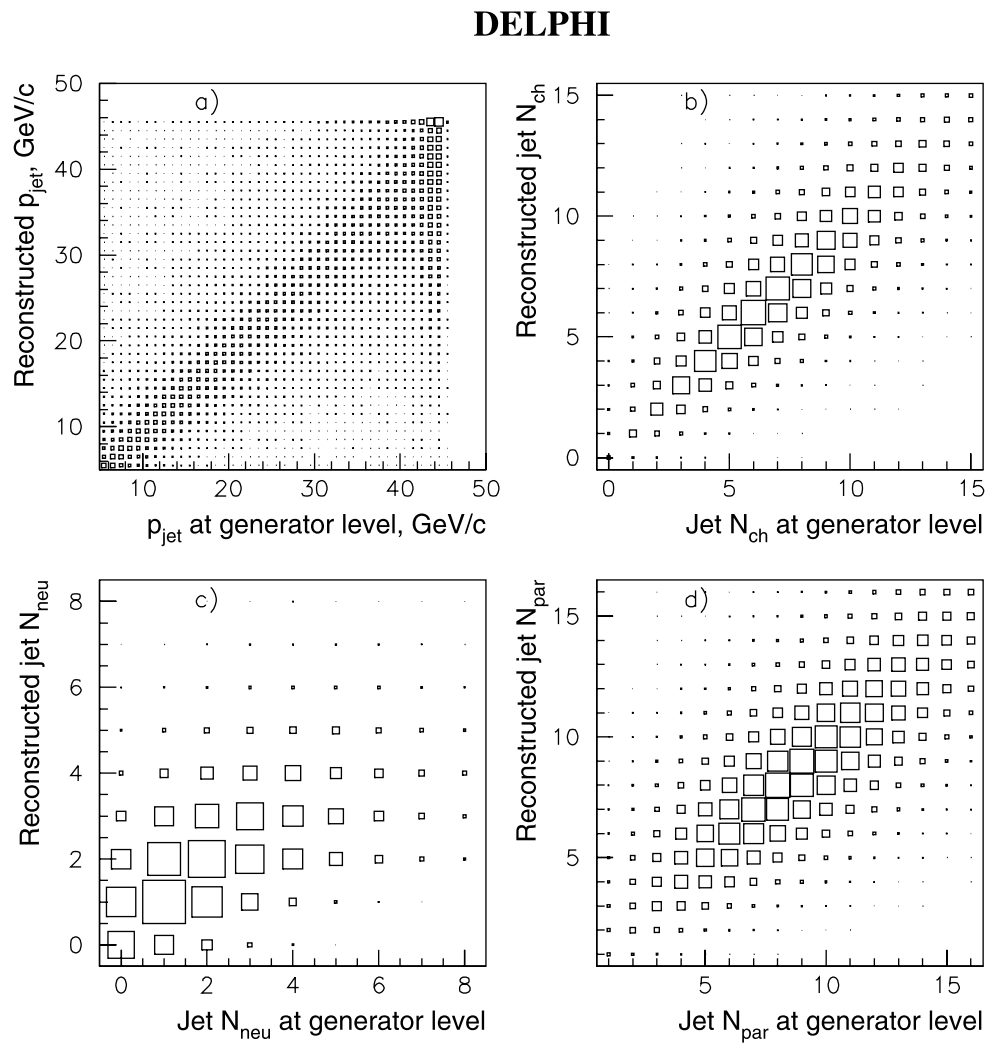 DELPHI
a)
Reconstructed p_jet, GeV/c
50
40
30
20
10
10 20 30 40 50
p_jet at generator level, GeV/c
b)
Reconstructed jet N_ch
15
10
5
0
0 5 10 15
Jet N_ch at generator level
c)
Reconstructed jet N_neu
8
6
4
2
0
0 2 4 6 8
Jet N_neu at generator level
d)
Reconstructed jet N_par
15
10
5
5 10 15
Jet N_par at generator level